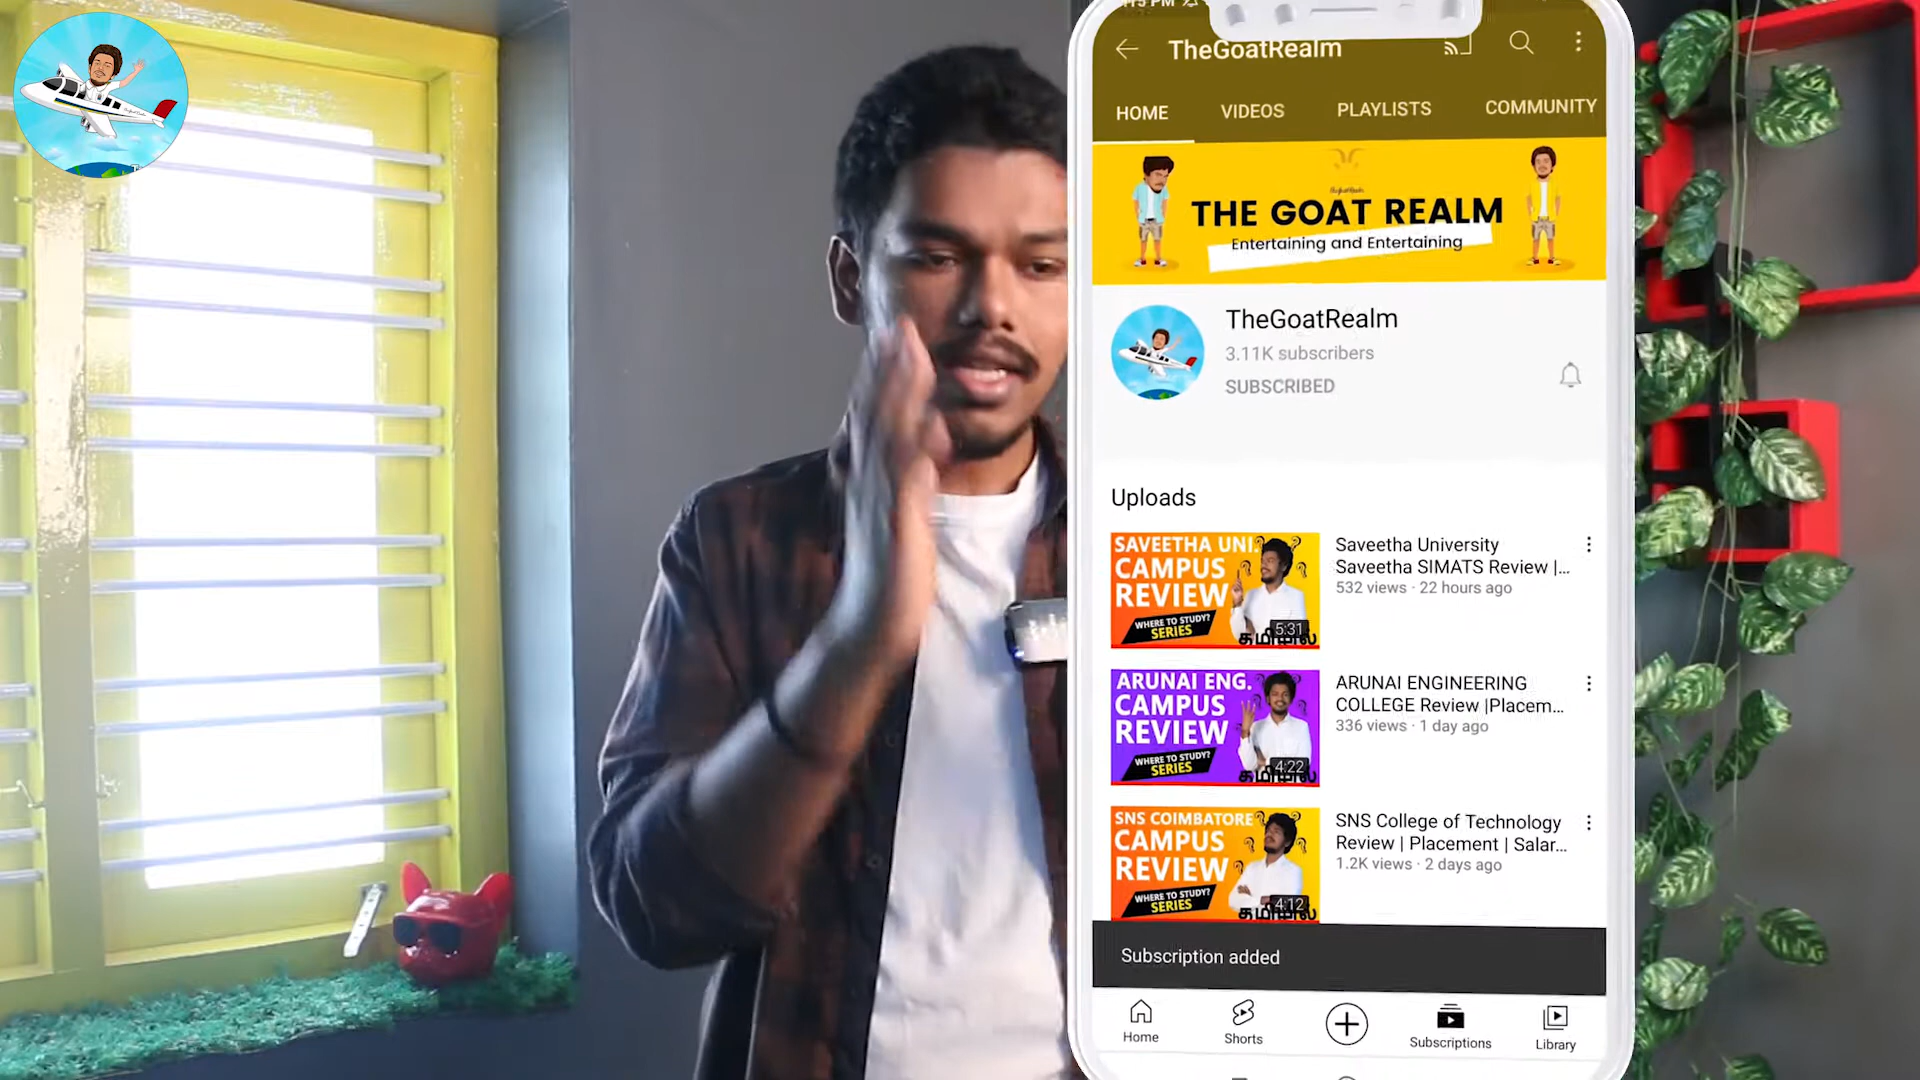 TheGoatRealm
HOME VIDEOS PLAYLISTS COMMUNITY
THE GOAT REALM
Entertaining and Entertaining
TheGoatRealm
3.11K subscribers
SUBSCRIBED
Uploads
SAVEETHA UNI.
CAMPUS
REVIEW
WHERE TO STUDY?
SERIES
தமிழில்
5:31
Saveetha University
Saveetha SIMATS Review |...
532 views · 22 hours ago
ARUNAI ENG.
CAMPUS
REVIEW
WHERE TO STUDY?
SERIES
தமிழில்
4:22
ARUNAI ENGINEERING
COLLEGE Review |Placem...
336 views · 1 day ago
SNS COIMBATORE
CAMPUS
REVIEW
WHERE TO STUDY?
SERIES
தமிழில்
4:12
SNS College of Technology
Review | Placement | Salar...
1.2K views · 2 days ago
Subscription added
Home Shorts Subscriptions Library